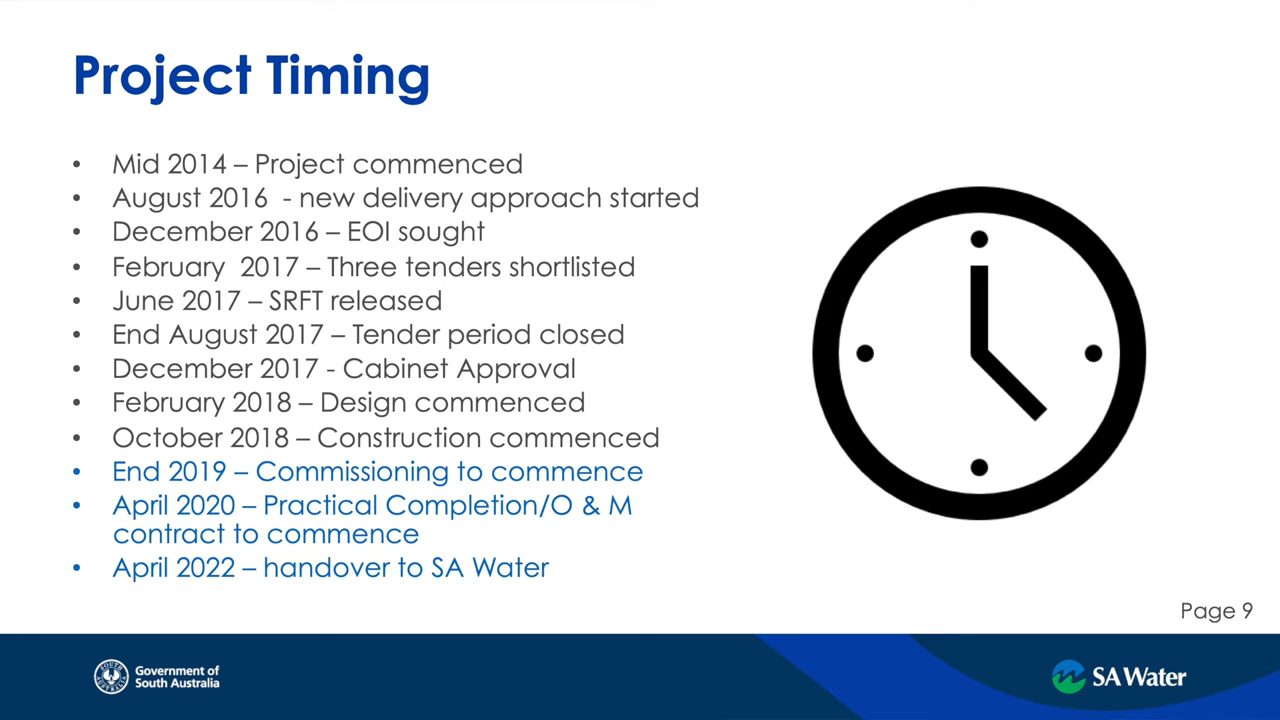 Project Timing
• Mid 2014 – Project commenced
• August 2016  - new delivery approach started
• December 2016 – EOI sought
• February  2017 – Three tenders shortlisted
• June 2017 – SRFT released
• End August 2017 – Tender period closed
• December 2017 - Cabinet Approval
• February 2018 – Design commenced
• October 2018 – Construction commenced
• End 2019 – Commissioning to commence
• April 2020 – Practical Completion/O & M
contract to commence
• April 2022 – handover to SA Water
Page 9
Government of
South Australia
SA Water